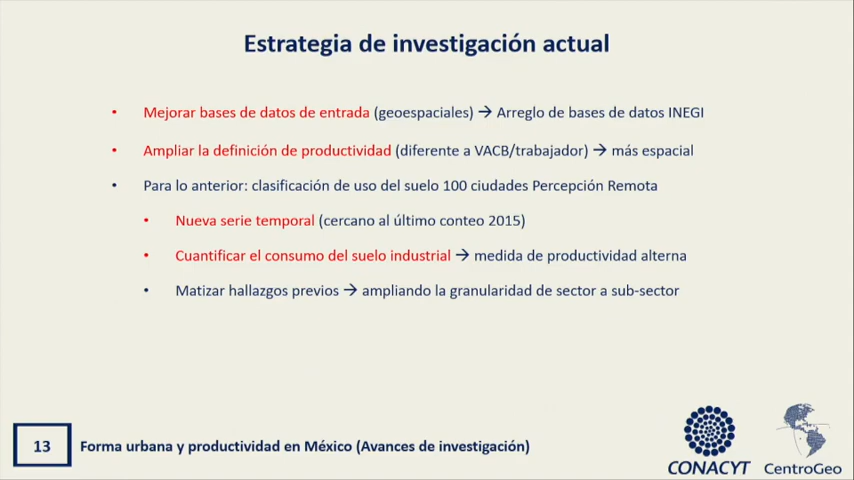 Estrategia de investigación actual
• Mejorar bases de datos de entrada (geoespaciales) → Arreglo de bases de datos INEGI
• Ampliar la definición de productividad (diferente a VACB/trabajador) → más espacial
• Para lo anterior: clasificación de uso del suelo 100 ciudades Percepción Remota
• Nueva serie temporal (cercano al último conteo 2015)
• Cuantificar el consumo del suelo industrial → medida de productividad alterna
• Matizar hallazgos previos → ampliando la granularidad de sector a sub-sector
13
Forma urbana y productividad en México (Avances de investigación)
CONACYT
CentroGeo